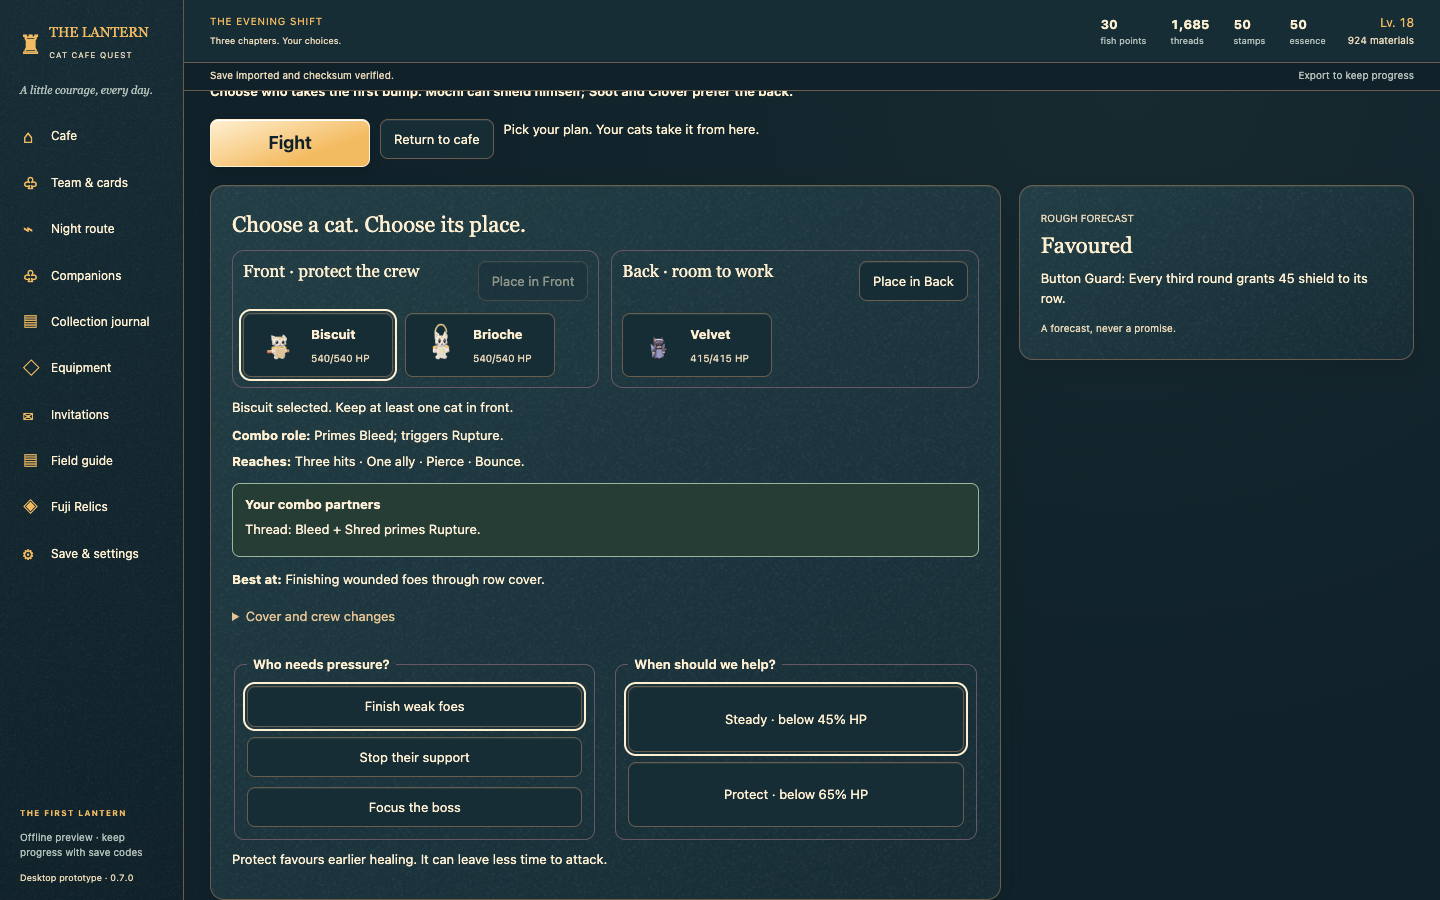 THE LANTERN
CAT CAFE QUEST
A little courage, every day.
Cafe
Team & cards
Night route
Companions
Collection journal
Equipment
Invitations
Field guide
Fuji Relics
Save & settings
THE FIRST LANTERN
Offline preview · keep
progress with save codes
Desktop prototype · 0.7.0
THE EVENING SHIFT
Three chapters. Your choices.
30
fish points
1,685
threads
50
stamps
50
essence
Lv. 18
924 materials
Save imported and checksum verified.
Export to keep progress
Choose who takes the first bump. Mochi can shield himself; Soot and Clover prefer the back.
Fight
Return to cafe
Pick your plan. Your cats take it from here.
Choose a cat. Choose its place.
Front · protect the crew
Place in Front
Biscuit
540/540 HP
Brioche
540/540 HP
Back · room to work
Place in Back
Velvet
415/415 HP
Biscuit selected. Keep at least one cat in front.
Combo role: Primes Bleed; triggers Rupture.
Reaches: Three hits · One ally · Pierce · Bounce.
Your combo partners
Thread: Bleed + Shred primes Rupture.
Best at: Finishing wounded foes through row cover.
Cover and crew changes
Who needs pressure?
Finish weak foes
Stop their support
Focus the boss
When should we help?
Steady · below 45% HP
Protect · below 65% HP
Protect favours earlier healing. It can leave less time to attack.
ROUGH FORECAST
Favoured
Button Guard: Every third round grants 45 shield to its
row.
A forecast, never a promise.